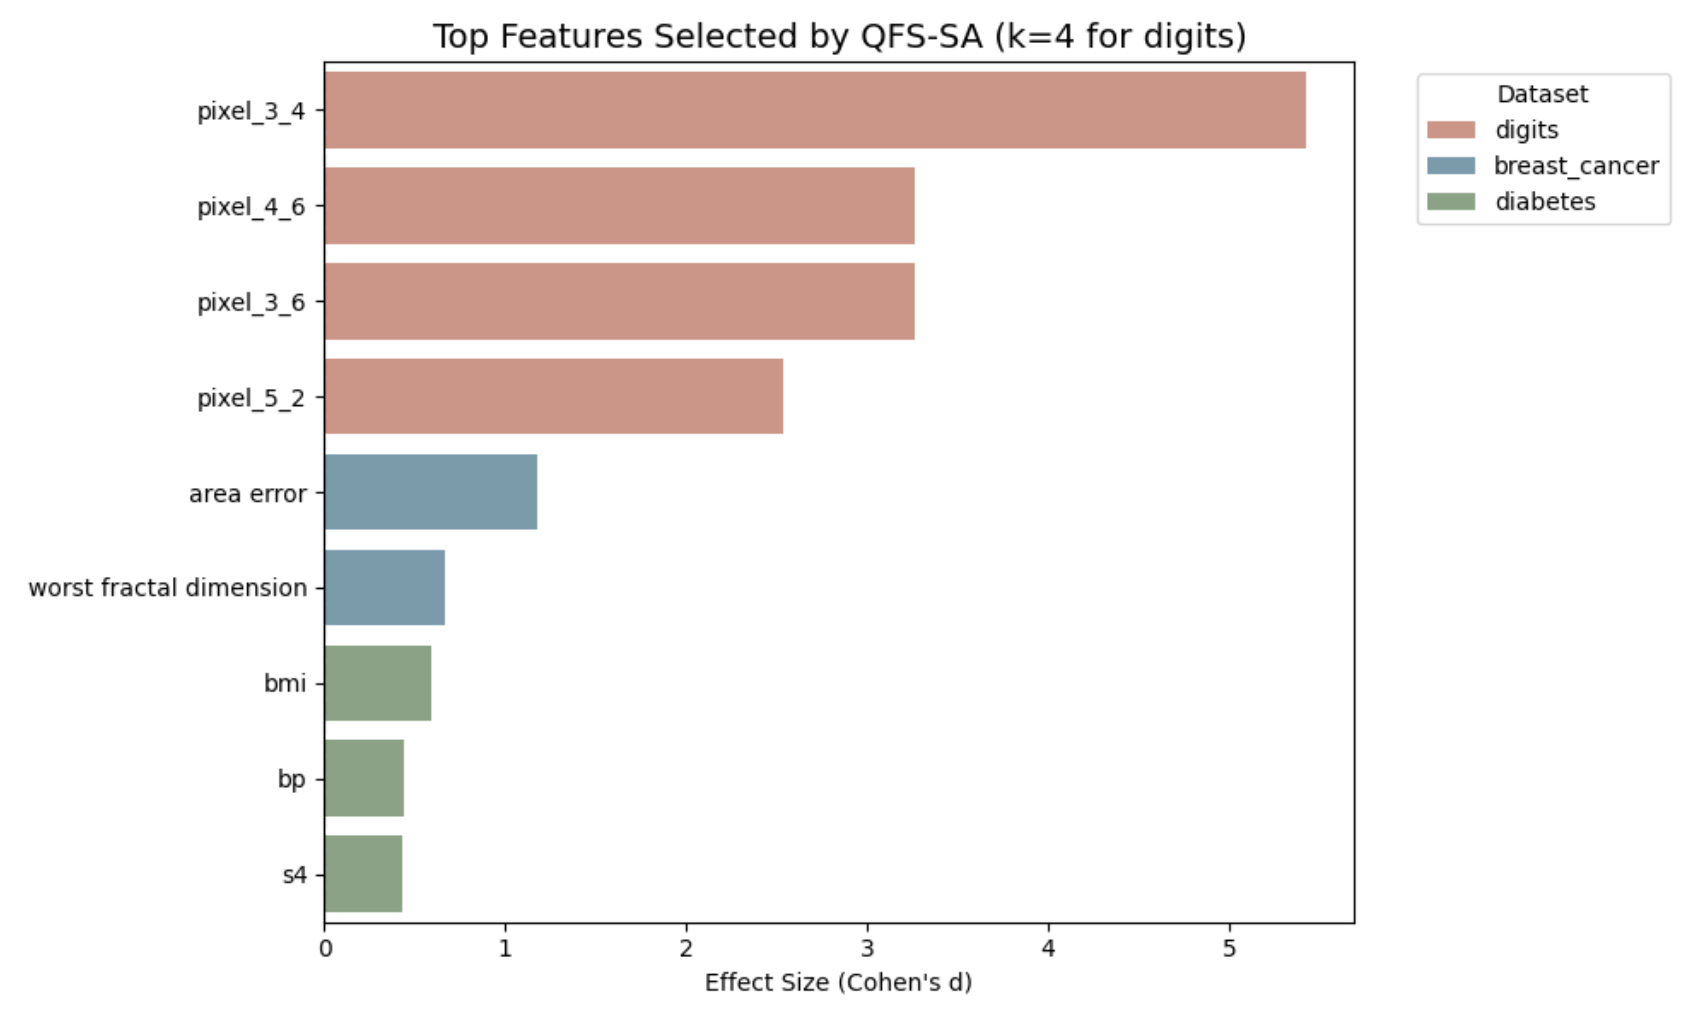 Top Features Selected by QFS-SA (k=4 for digits)
pixel_3_4
pixel_4_6
pixel_3_6
pixel_5_2
area error
worst fractal dimension
bmi
bp
s4
0 1 2 3 4 5
Effect Size (Cohen's d)
Dataset
digits
breast_cancer
diabetes